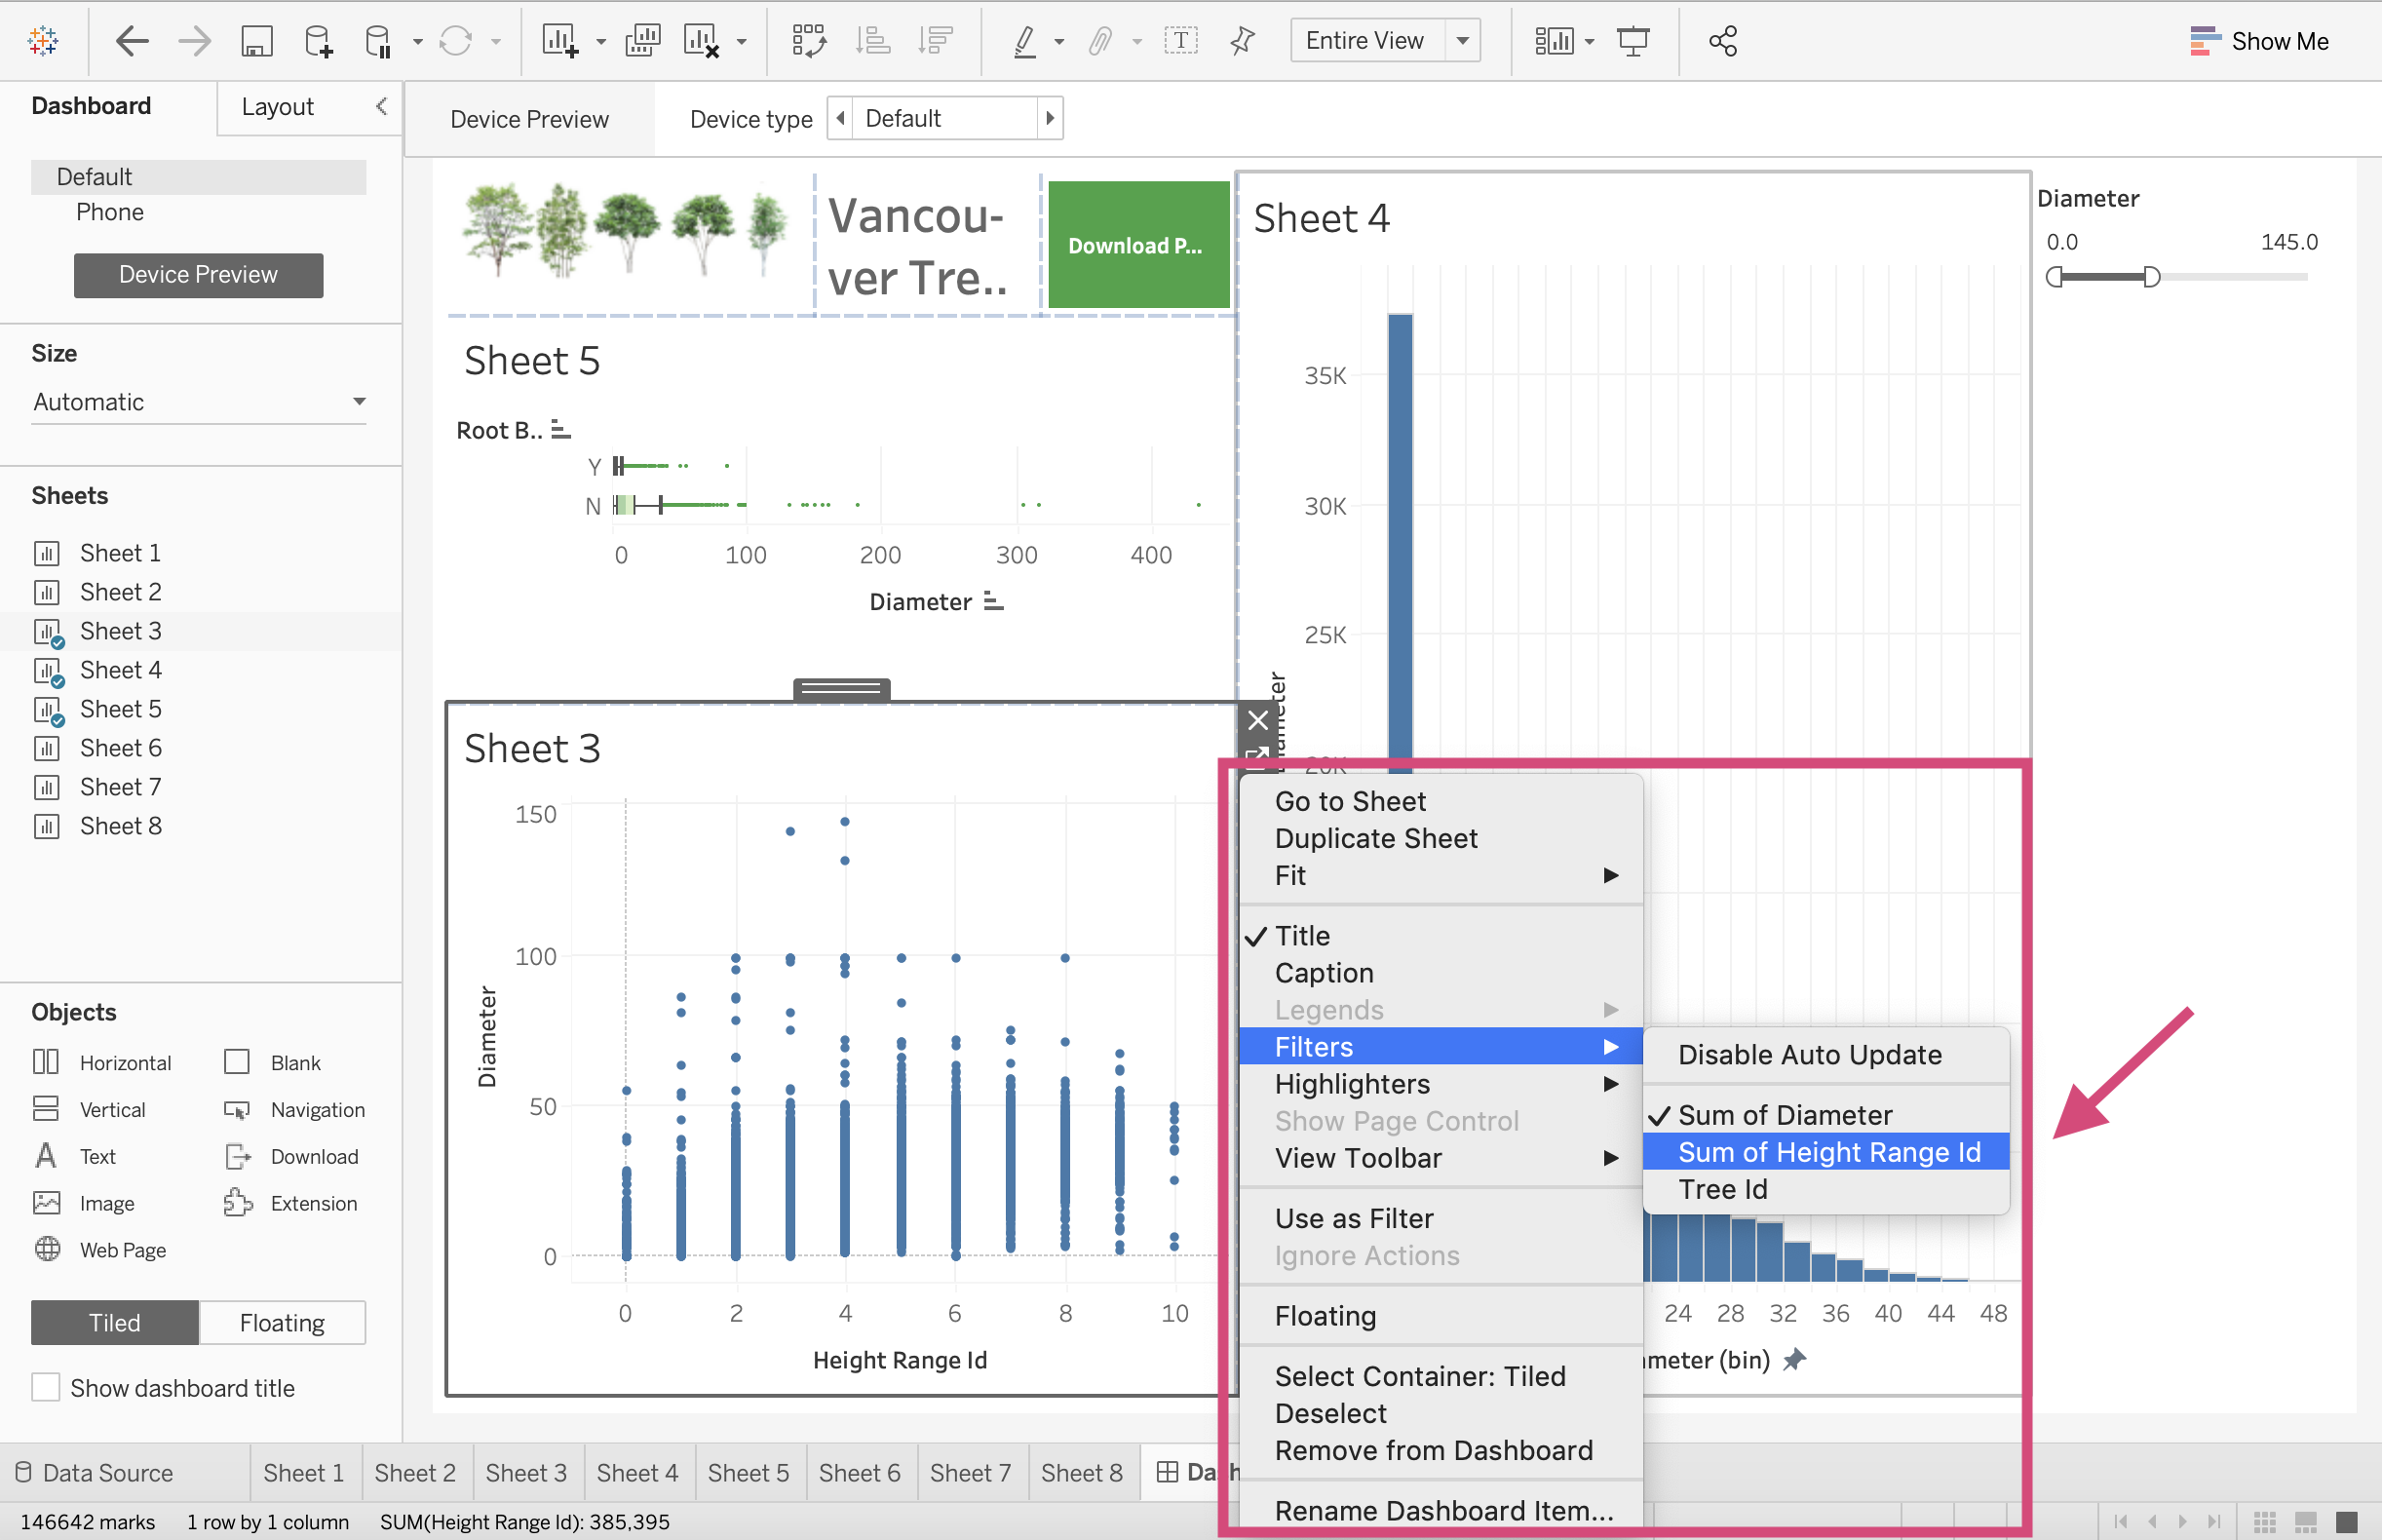 Entire View
Show Me
Dashboard
Layout
Device Preview
Device type
Default
Default
Phone
Device Preview
Size
Automatic
Sheets
Sheet 1
Sheet 2
Sheet 3
Sheet 4
Sheet 5
Sheet 6
Sheet 7
Sheet 8
Objects
Horizontal
Blank
Vertical
Navigation
Text
Download
Image
Extension
Web Page
Tiled
Floating
Show dashboard title
Vancou-
ver Tre..
Download P...
Sheet 5
Root B..
Y
N
0 100 200 300 400
Diameter
Sheet 3
150
100
50
0
Diameter
0 2 4 6 8 10
Height Range Id
Sheet 4
35K
30K
25K
20K
24 28 32 36 40 44 48
meter (bin)
Diameter
0.0 145.0
Go to Sheet
Duplicate Sheet
Fit
Title
Caption
Legends
Filters
Highlighters
Show Page Control
View Toolbar
Use as Filter
Ignore Actions
Floating
Select Container: Tiled
Deselect
Remove from Dashboard
Rename Dashboard Item...
Disable Auto Update
Sum of Diameter
Sum of Height Range Id
Tree Id
Data Source
Sheet 1
Sheet 2
Sheet 3
Sheet 4
Sheet 5
Sheet 6
Sheet 7
Sheet 8
Dash
146642 marks
1 row by 1 column
SUM(Height Range Id): 385,395